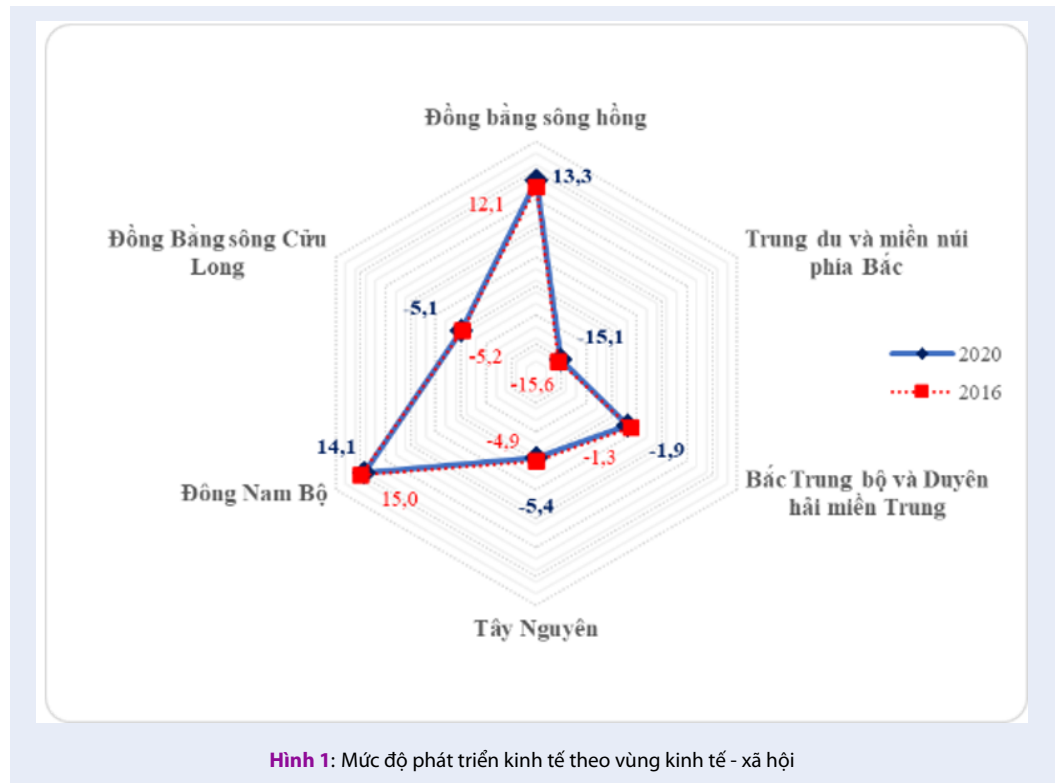 Đồng bằng sông hồng
13,3
12,1
Đồng Bằng sông Cửu
Long
Trung du và miền núi
phía Bắc
-5,1
-5,2
-15,1
-15,6
2020
2016
-4,9
-1,3
-1,9
14,1
15,0
Đông Nam Bộ
-5,4
Bắc Trung bộ và Duyên
hải miền Trung
Tây Nguyên
Hình 1: Mức độ phát triển kinh tế theo vùng kinh tế - xã hội